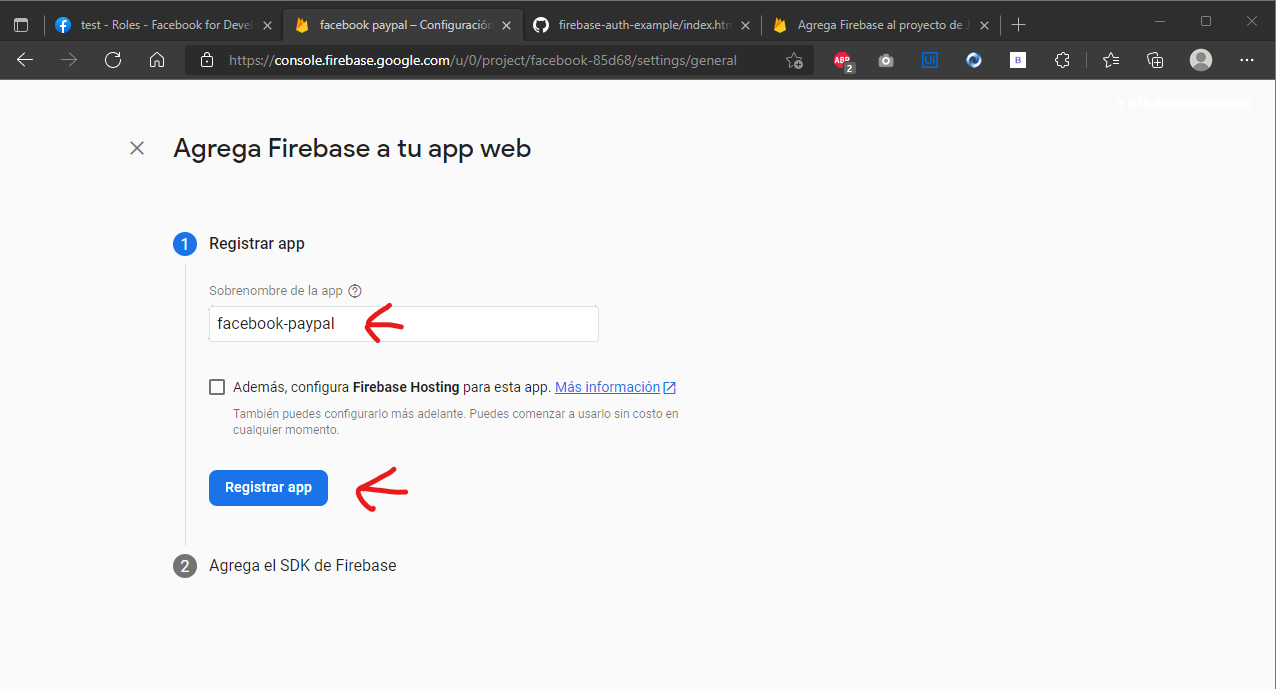 test - Roles - Facebook for Devel
facebook paypal – Configuración
firebase-auth-example/index.htm
Agrega Firebase al proyecto de J
https://console.firebase.google.com/u/0/project/facebook-85d68/settings/general
ABP
2
Ui
B
Ir a la documentación
Agrega Firebase a tu app web
1 Registrar app
Sobrenombre de la app ?
facebook-paypal
Además, configura Firebase Hosting para esta app. Más información
También puedes configurarlo más adelante. Puedes comenzar a usarlo sin costo en
cualquier momento.
Registrar app
2 Agrega el SDK de Firebase